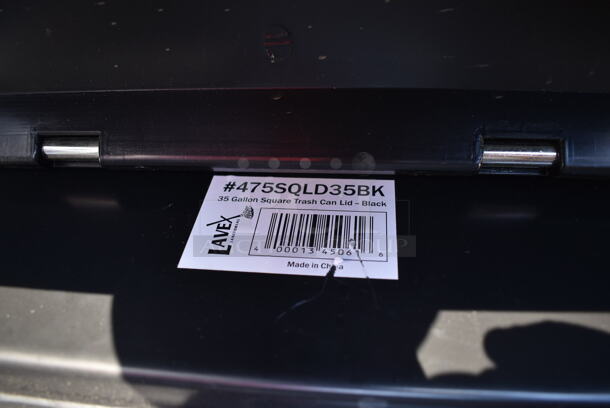 #475SQLD35BK
35 Gallon Square Trash Can Lid - Black
LAVEX
4 00013 45061 6
Made in China